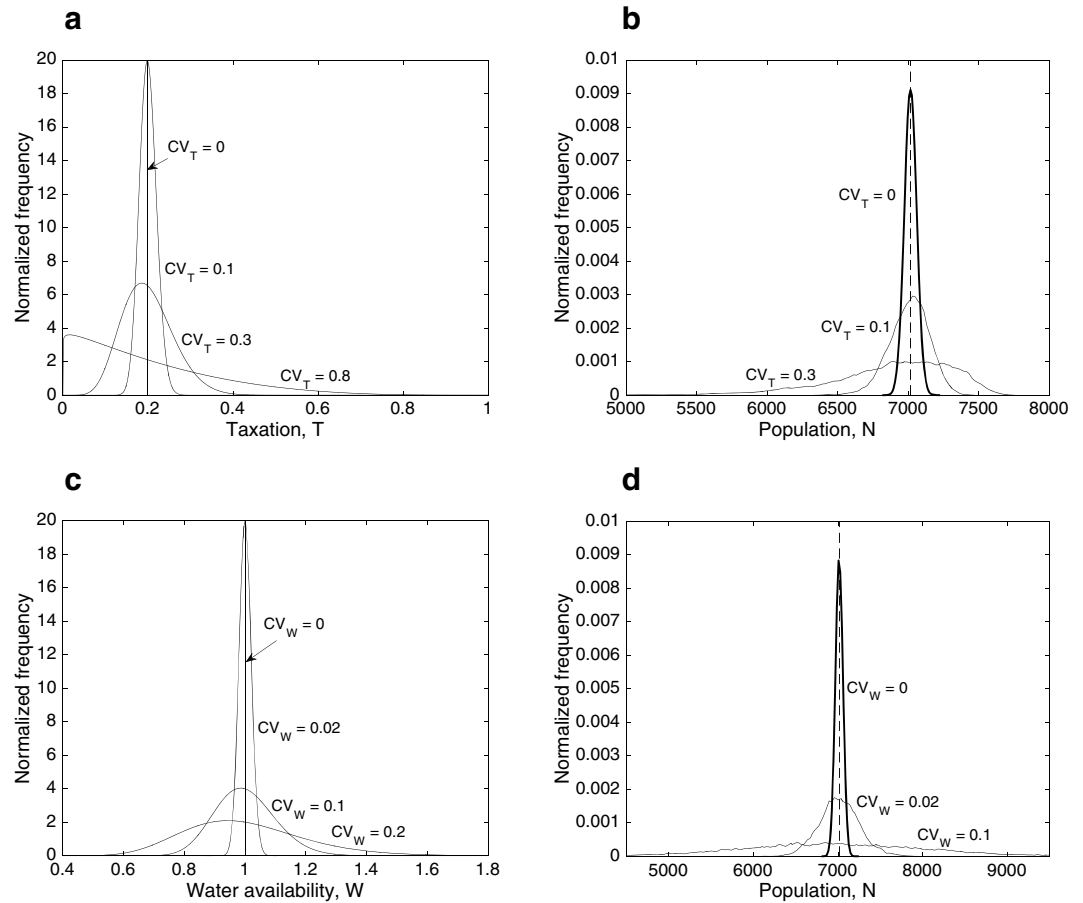 a
20
18
16
14
12
10
8
6
4
2
0
Normalized frequency
CV_T = 0
CV_T = 0.1
CV_T = 0.3
CV_T = 0.8
0 0.2 0.4 0.6 0.8 1
Taxation, T
b
0.01
0.009
0.008
0.007
0.006
0.005
0.004
0.003
0.002
0.001
0
Normalized frequency
CV_T = 0
CV_T = 0.1
CV_T = 0.3
5000 5500 6000 6500 7000 7500 8000
Population, N
c
20
18
16
14
12
10
8
6
4
2
0
Normalized frequency
CV_W = 0
CV_W = 0.02
CV_W = 0.1
CV_W = 0.2
0.4 0.6 0.8 1 1.2 1.4 1.6 1.8
Water availability, W
d
0.01
0.009
0.008
0.007
0.006
0.005
0.004
0.003
0.002
0.001
0
Normalized frequency
CV_W = 0
CV_W = 0.02
CV_W = 0.1
5000 6000 7000 8000 9000
Population, N